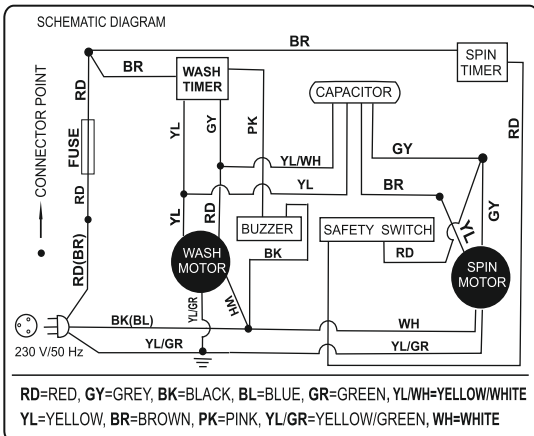 SCHEMATIC DIAGRAM
BR
SPIN
TIMER
BR
WASH
TIMER
CAPACITOR
CONNECTOR POINT
RD
FUSE
RD
RD(BR)
YL
GY
PK
YL/WH
GY
RD
YL
BR
YL
RD
BUZZER
SAFETY SWITCH
YL
GY
WASH
MOTOR
BK
RD
SPIN
MOTOR
YL/GR
WH
BK(BL)
WH
YL/GR
YL/GR
230 V/50 Hz
RD=RED, GY=GREY, BK=BLACK, BL=BLUE, GR=GREEN, YL/WH=YELLOW/WHITE
YL=YELLOW, BR=BROWN, PK=PINK, YL/GR=YELLOW/GREEN, WH=WHITE